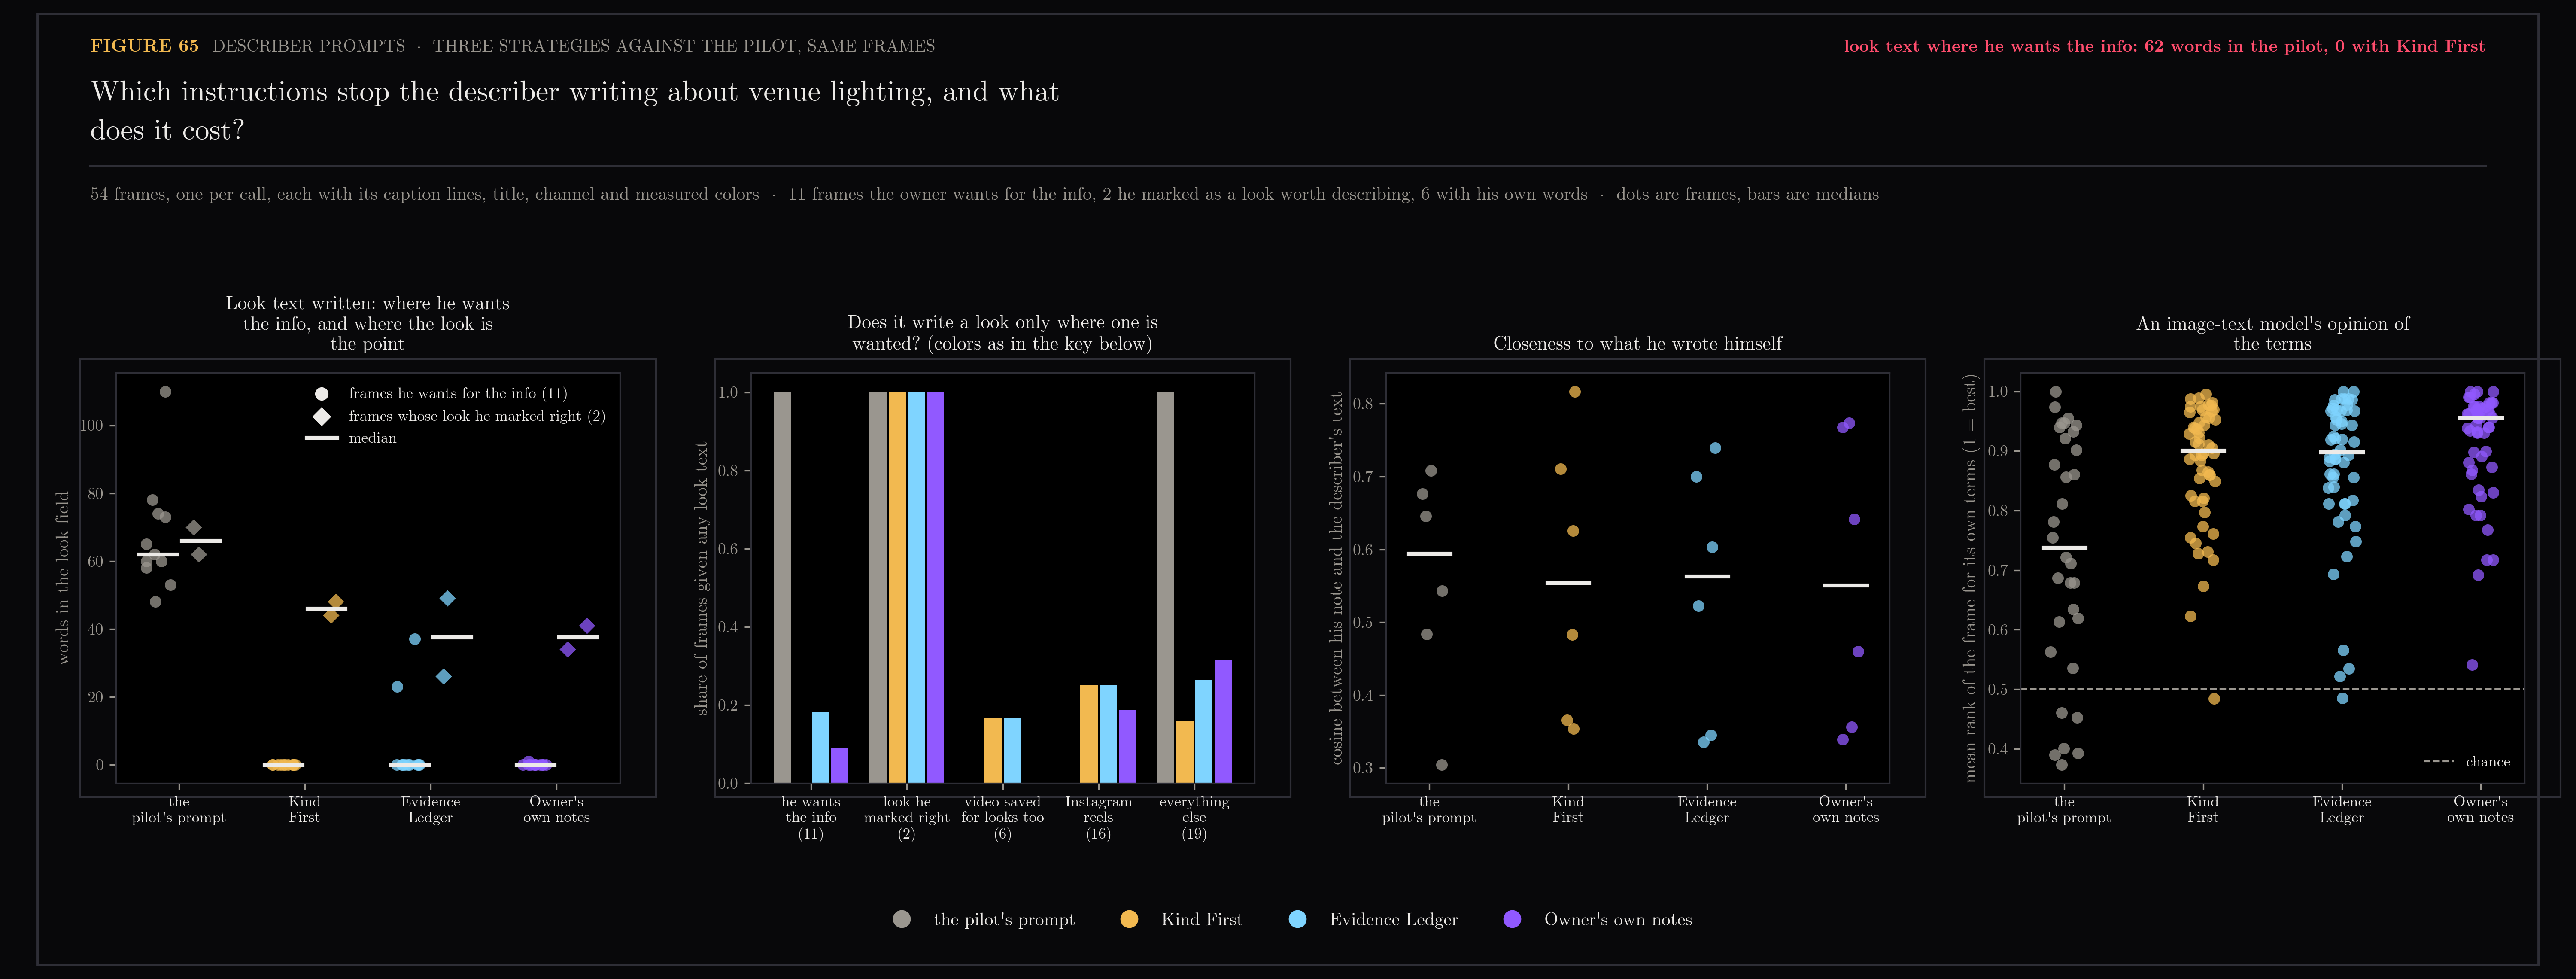 FIGURE 65 DESCRIBER PROMPTS · THREE STRATEGIES AGAINST THE PILOT, SAME FRAMES
look text where he wants the info: 62 words in the pilot, 0 with Kind First
Which instructions stop the describer writing about venue lighting, and what
does it cost?
54 frames, one per call, each with its caption lines, title, channel and measured colors · 11 frames the owner wants for the info, 2 he marked as a look worth describing, 6 with his own words · dots are frames, bars are medians
Look text written: where he wants
the info, and where the look is
the point
words in the look field
100
80
60
40
20
0
frames he wants for the info (11)
frames whose look he marked right (2)
median
the
pilot's prompt
Kind
First
Evidence
Ledger
Owner's
own notes
Does it write a look only where one is
wanted? (colors as in the key below)
share of frames given any look text
1.0
0.8
0.6
0.4
0.2
0.0
he wants
the info
(11)
look he
marked right
(2)
video saved
for looks too
(6)
Instagram
reels
(16)
everything
else
(19)
Closeness to what he wrote himself
cosine between his note and the describer's text
0.8
0.7
0.6
0.5
0.4
0.3
the
pilot's prompt
Kind
First
Evidence
Ledger
Owner's
own notes
An image-text model's opinion of
the terms
mean rank of the frame for its own terms (1 = best)
1.0
0.9
0.8
0.7
0.6
0.5
0.4
chance
the
pilot's prompt
Kind
First
Evidence
Ledger
Owner's
own notes
the pilot's prompt
Kind First
Evidence Ledger
Owner's own notes